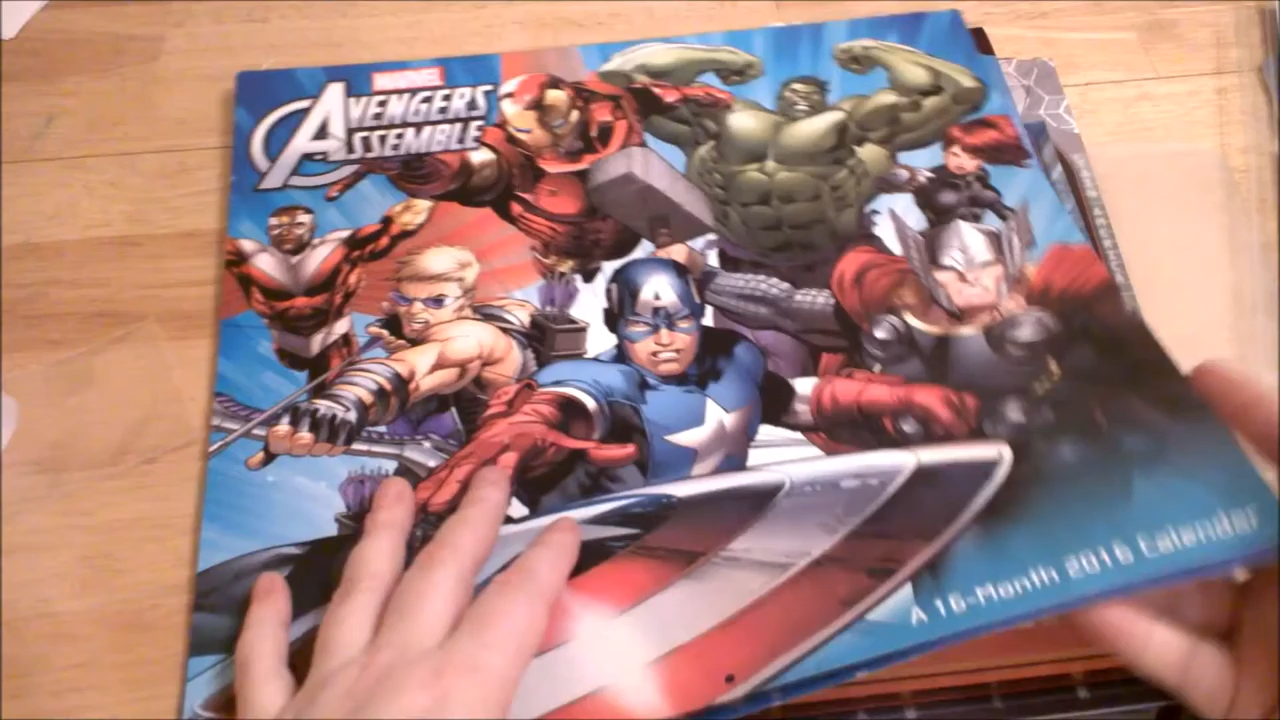 MARVEL
AVENGERS
ASSEMBLE
A
A 16-Month 2016 Calendar